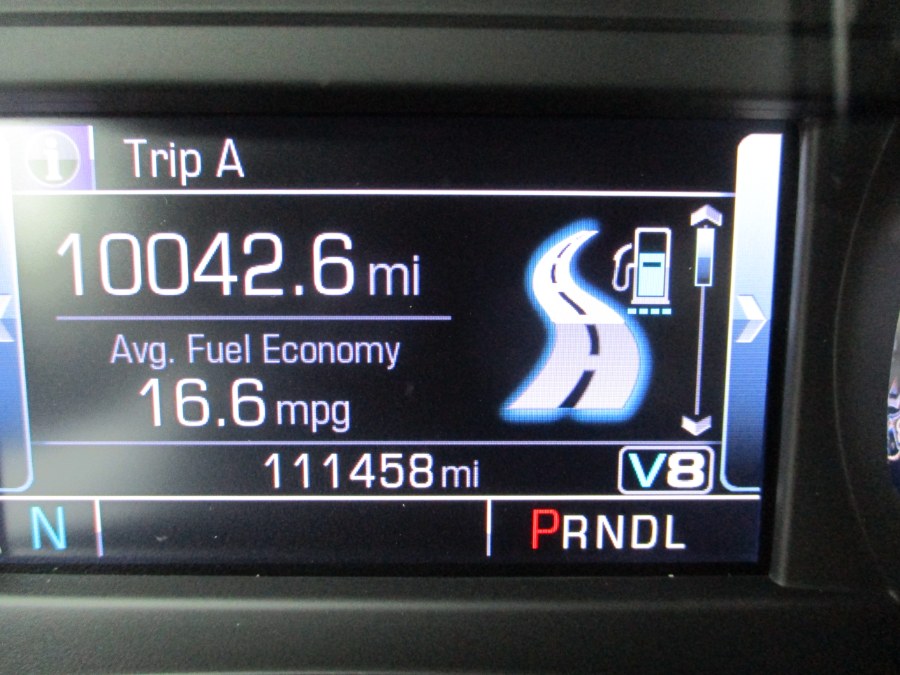 i Trip A
10042.6 mi
Avg. Fuel Economy
16.6 mpg
111458 mi V8
N PRNDL